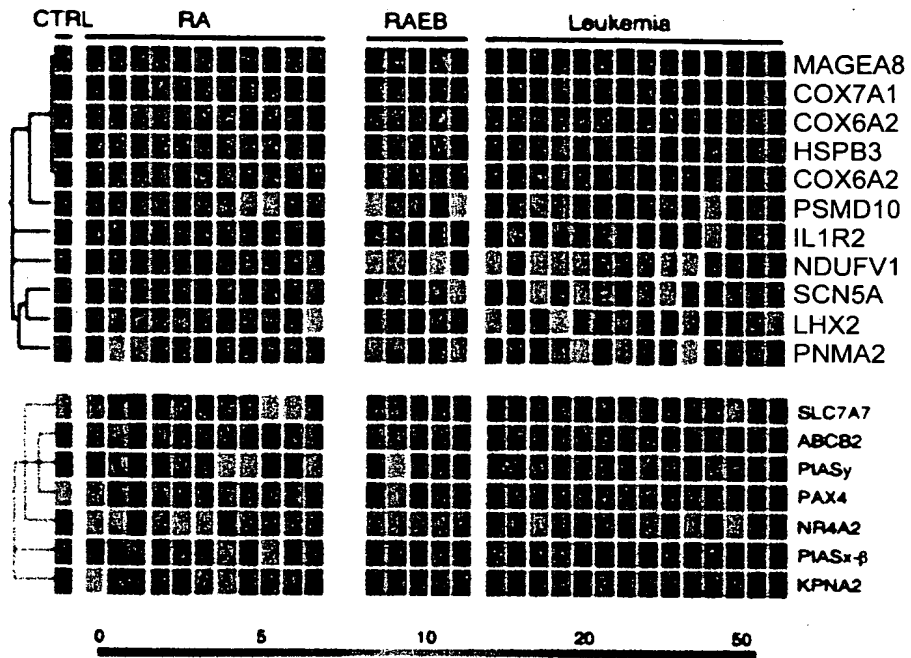 CTRL RA RAEB Leukemia
MAGEA8
COX7A1
COX6A2
HSPB3
COX6A2
PSMD10
IL1R2
NDUFV1
SCN5A
LHX2
PNMA2
SLC7A7
ABCB2
PIASy
PAX4
NR4A2
PIASx-β
KPNA2
0 5 10 20 50